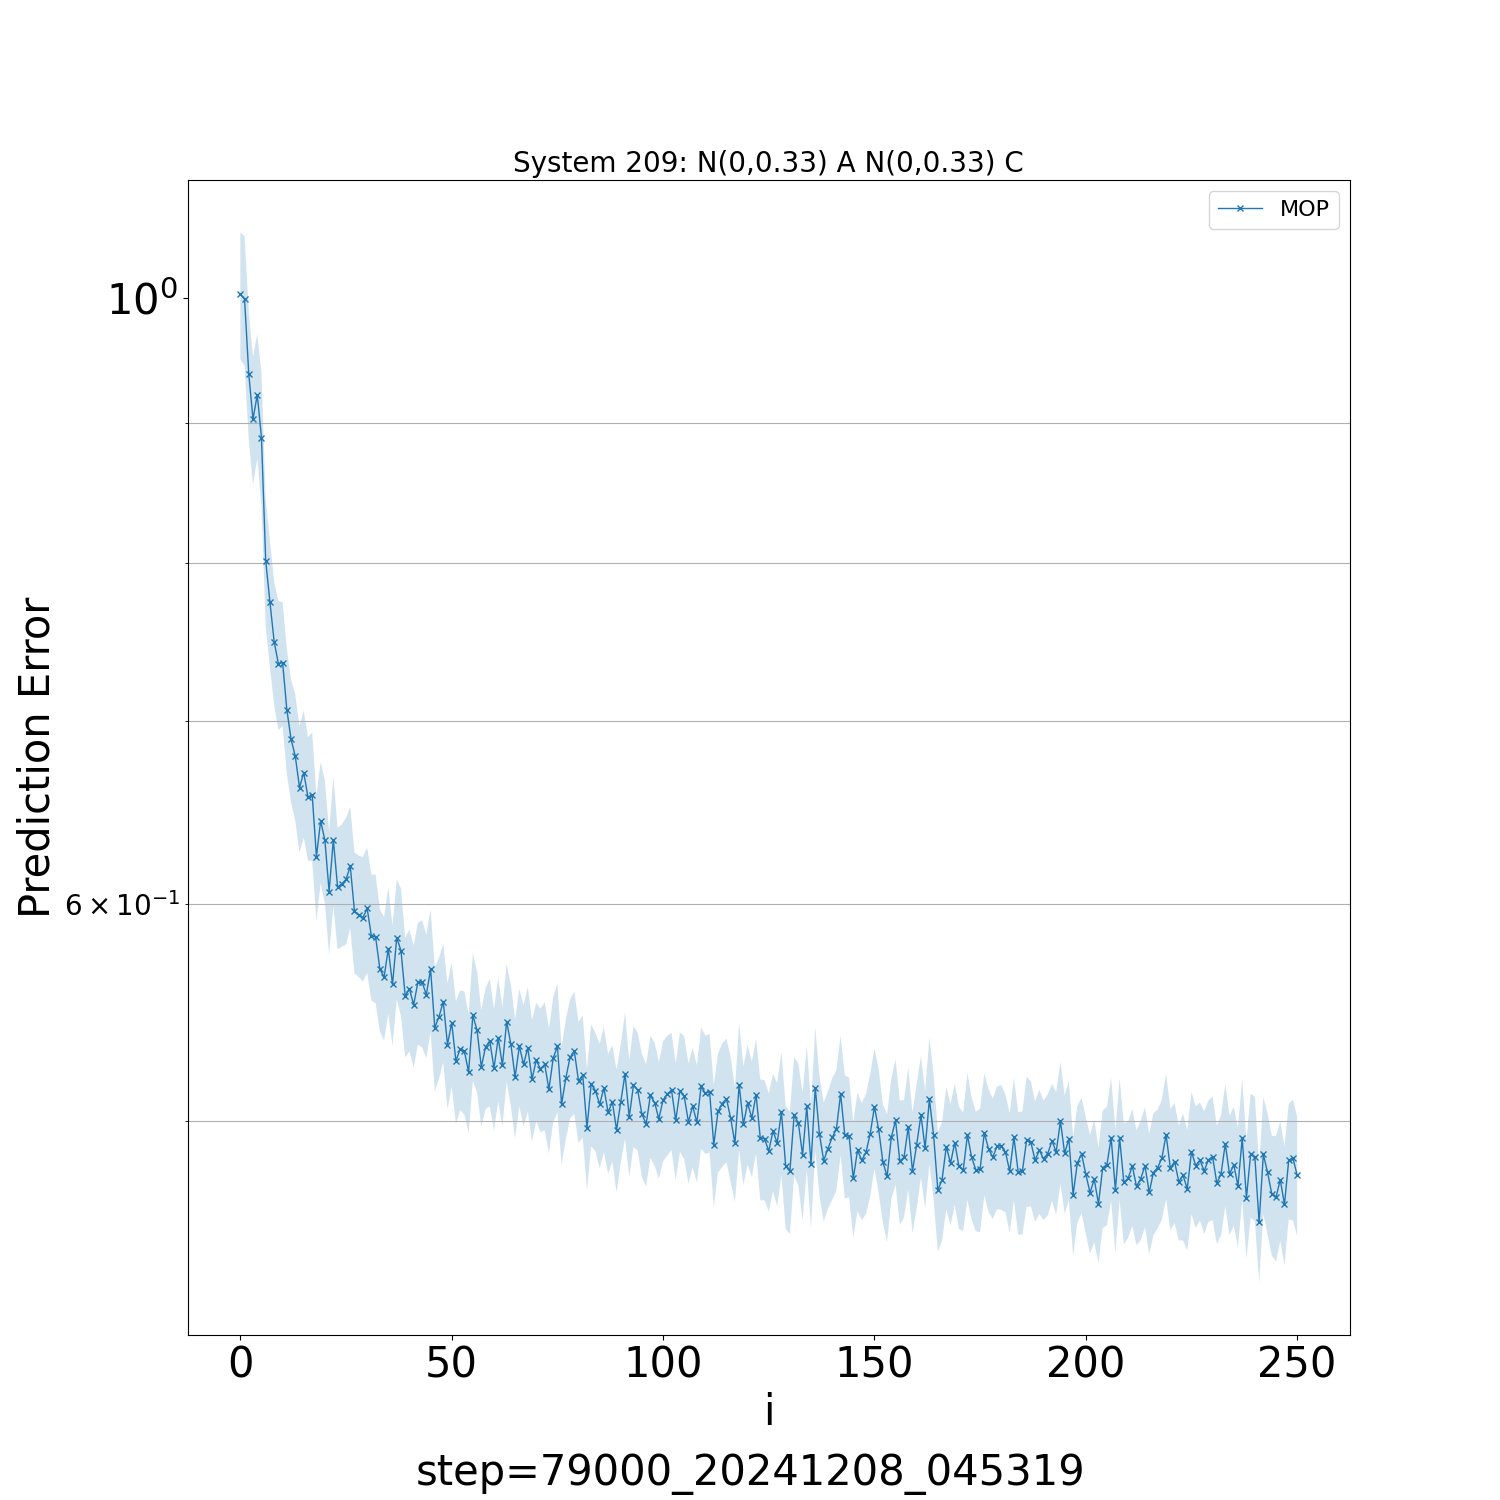 System 209: N(0,0.33) A N(0,0.33) C
MOP
10⁰
6 × 10⁻¹
Prediction Error
0 50 100 150 200 250
i
step=79000_20241208_045319